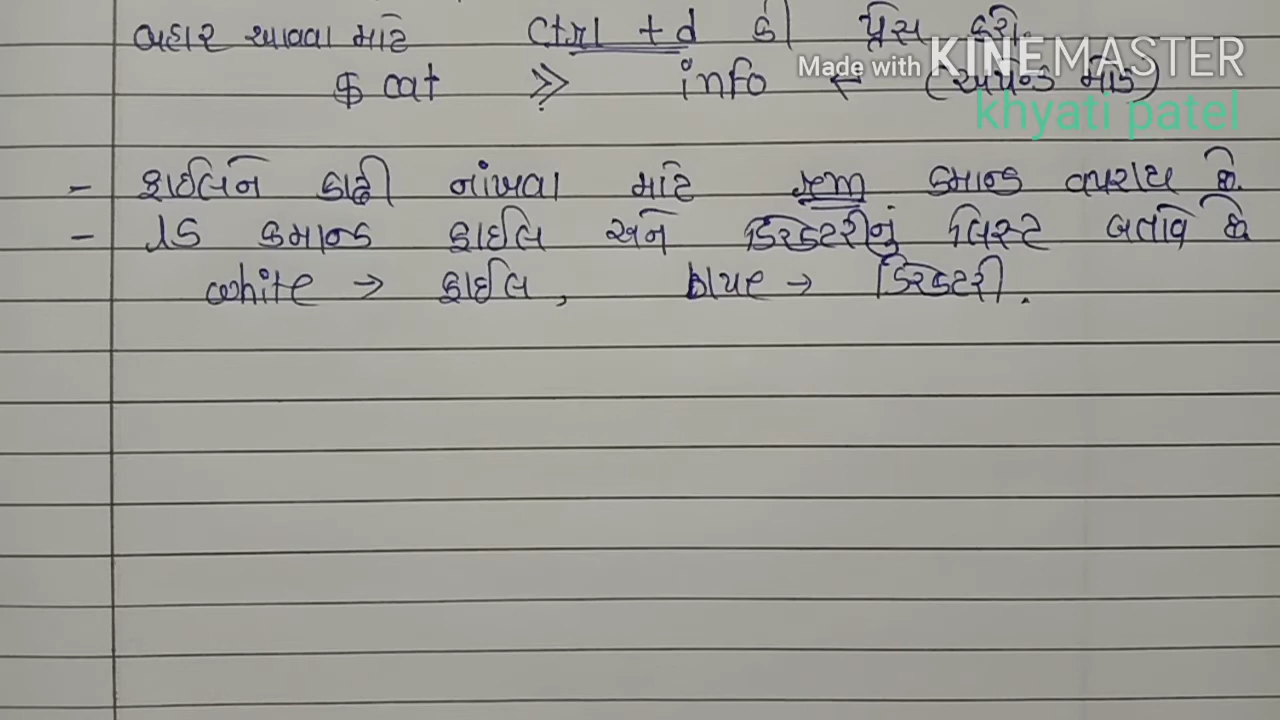 બહાર આવવા માટે Ctrl + d કી પ્રેસ કરો.
Made with KINEMASTER
$ cat >> info ← (અપેન્ડ મોડ)
khyati patel
- ફાઈલને કાઢી નાંખવા માટે rm કમાન્ડ વપરાય છે.
- ls કમાન્ડ ફાઈલ અને ડિરેક્ટરીનું લિસ્ટ બતાવે છે
white → ફાઈલ, blue → ડિરેક્ટરી.